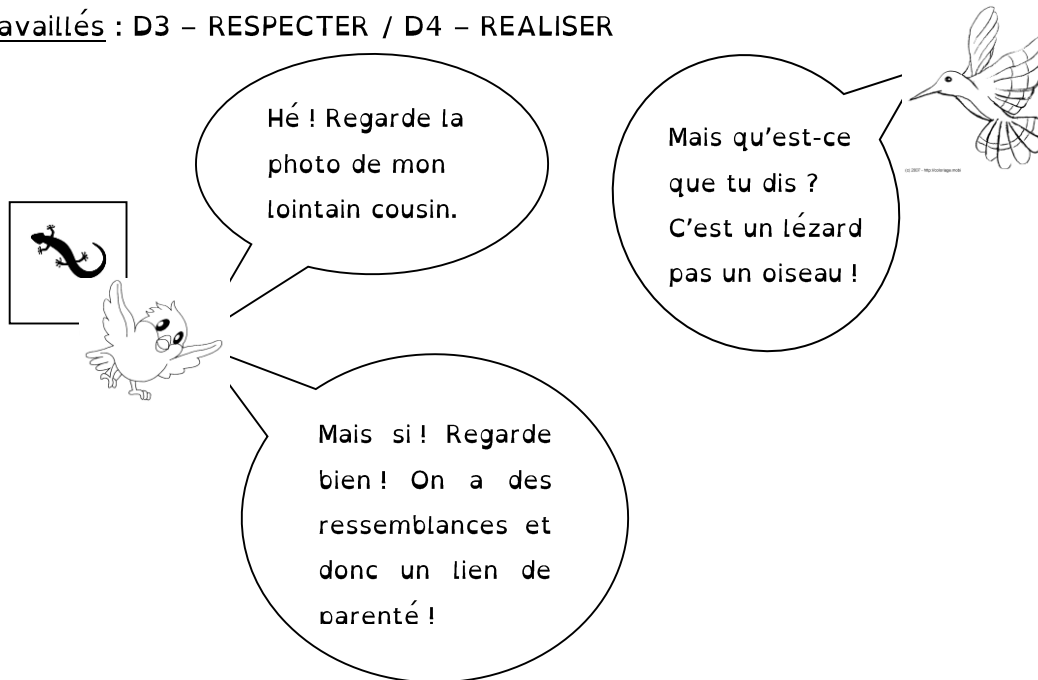 availlés : D3 – RESPECTER / D4 – REALISER
Hé ! Regarde la
photo de mon
lointain cousin.
Mais qu’est-ce
que tu dis ?
C’est un lézard
pas un oiseau !
Mais si ! Regarde
bien ! On a des
ressemblances et
donc un lien de
parenté !